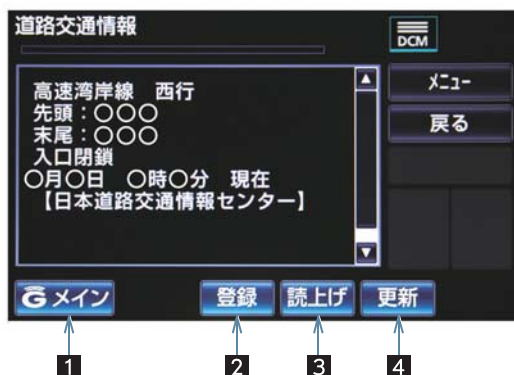 道路交通情報
DCM
高速湾岸線　西行
先頭：○○○
末尾：○○○
入口閉鎖
○月○日　○時○分　現在
【日本道路交通情報センター】
メニュー
戻る
G メイン
登録
読上げ
更新
1
2
3
4